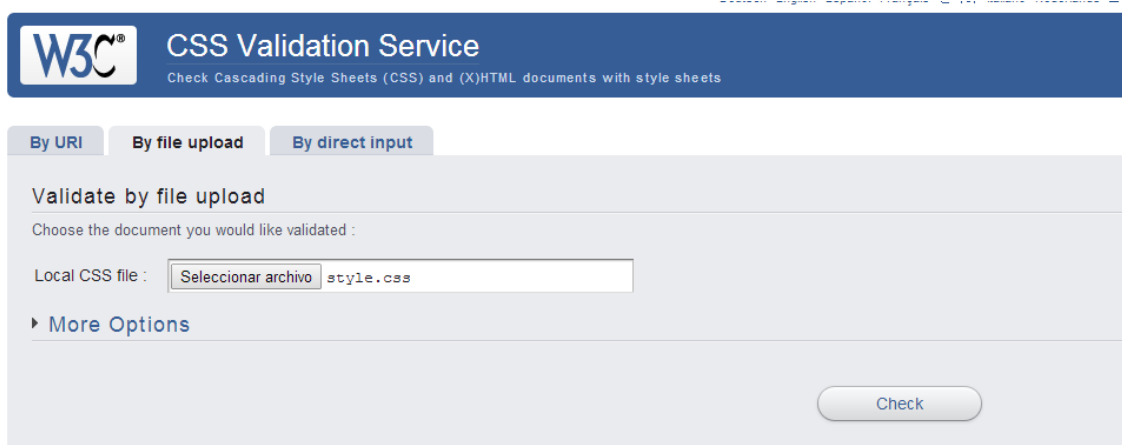 W3C®
CSS Validation Service
Check Cascading Style Sheets (CSS) and (X)HTML documents with style sheets
By URI By file upload By direct input
Validate by file upload
Choose the document you would like validated :
Local CSS file : Seleccionar archivo style.css
More Options
Check